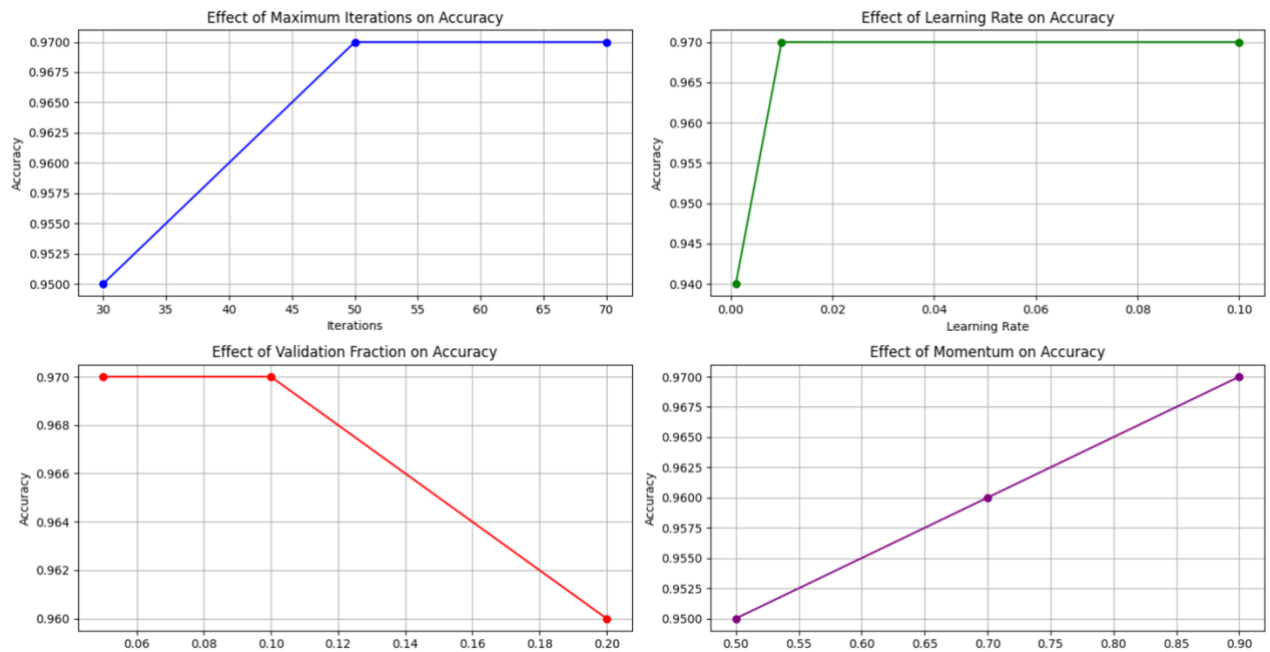 Effect of Maximum Iterations on Accuracy
0.9700
0.9675
0.9650
0.9625
0.9600
0.9575
0.9550
0.9525
0.9500
Accuracy
30 35 40 45 50 55 60 65 70
Iterations
Effect of Learning Rate on Accuracy
0.970
0.965
0.960
0.955
0.950
0.945
0.940
Accuracy
0.00 0.02 0.04 0.06 0.08 0.10
Learning Rate
Effect of Validation Fraction on Accuracy
0.970
0.968
0.966
0.964
0.962
0.960
Accuracy
0.06 0.08 0.10 0.12 0.14 0.16 0.18 0.20
Effect of Momentum on Accuracy
0.9700
0.9675
0.9650
0.9625
0.9600
0.9575
0.9550
0.9525
0.9500
Accuracy
0.50 0.55 0.60 0.65 0.70 0.75 0.80 0.85 0.90